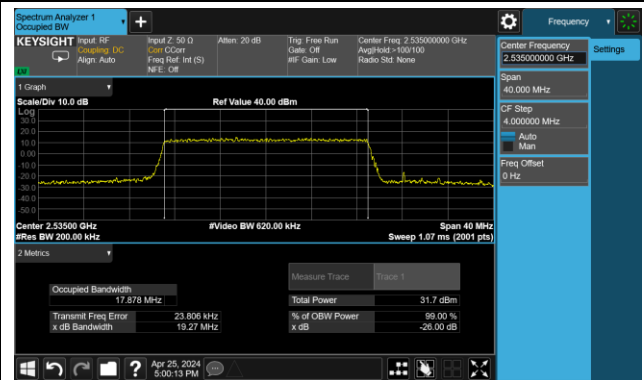 Spectrum Analyzer 1
Occupied BW
Frequency
KEYSIGHT
Input: RF
Coupling: DC
Align: Auto
Input Z: 50 Ω
Corr CCorr
Freq Ref: Int (S)
NFE: Off
Atten: 20 dB
Trig: Free Run
Gate: Off
#IF Gain: Low
Center Freq: 2.535000000 GHz
Avg|Hold:>100/100
Radio Std: None
Center Frequency
2.535000000 GHz
Settings
Span
40.000 MHz
CF Step
4.000000 MHz
Auto
Man
Freq Offset
0 Hz
1 Graph
Scale/Div 10.0 dB
Ref Value 40.00 dBm
Log
30.0
20.0
10.0
0.00
-10.0
-20.0
-30.0
-40.0
-50.0
Center 2.53500 GHz
#Video BW 620.00 kHz
Span 40 MHz
#Res BW 200.00 kHz
Sweep 1.07 ms (2001 pts)
2 Metrics
Measure Trace
Trace 1
Occupied Bandwidth
17.878 MHz
Total Power
31.7 dBm
Transmit Freq Error
23.806 kHz
% of OBW Power
99.00 %
x dB Bandwidth
19.27 MHz
x dB
-26.00 dB
?
Apr 25, 2024
5:00:13 PM